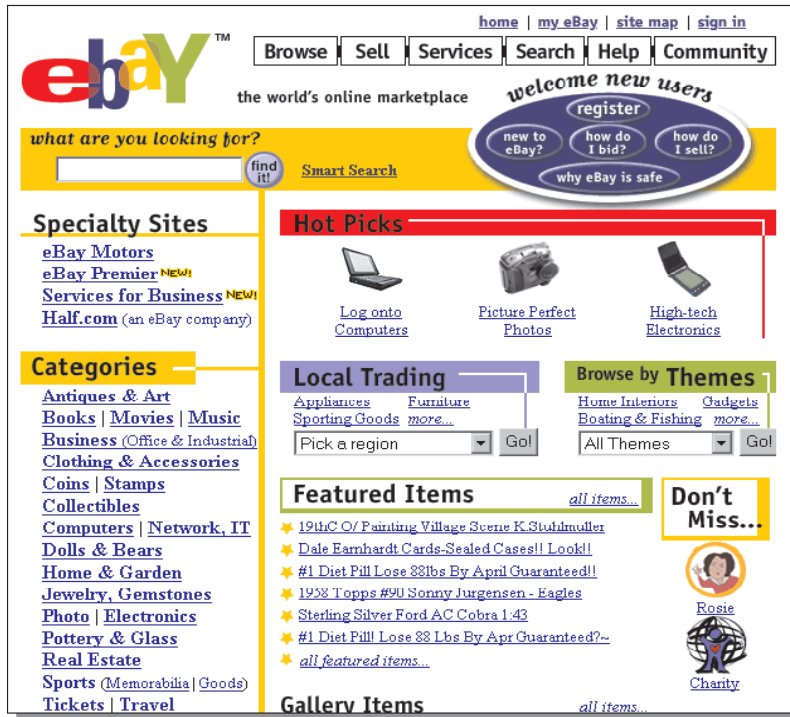 home | my eBay | site map | sign in
ebaY™
Browse Sell Services Search Help Community
the world's online marketplace
welcome new users
register
new to eBay?
how do I bid?
how do I sell?
why eBay is safe
what are you looking for?
find it!
Smart Search
Specialty Sites
eBay Motors
eBay Premier NEW!
Services for Business NEW!
Half.com (an eBay company)
Categories
Antiques & Art
Books | Movies | Music
Business (Office & Industrial)
Clothing & Accessories
Coins | Stamps
Collectibles
Computers | Network, IT
Dolls & Bears
Home & Garden
Jewelry, Gemstones
Photo | Electronics
Pottery & Glass
Real Estate
Sports (Memorabilia | Goods)
Tickets | Travel
Hot Picks
Log onto
Computers
Picture Perfect
Photos
High-tech
Electronics
Local Trading
Appliances Furniture
Sporting Goods more...
Pick a region Go!
Browse by Themes
Home Interiors Gadgets
Boating & Fishing more...
All Themes Go!
Featured Items all items...
19thC O/ Painting Village Scene K.Stuhlmuller
Dale Earnhardt Cards-Sealed Cases!! Look!!
#1 Diet Pill Lose 88lbs By April Guaranteed!!
1958 Topps #90 Sonny Jurgensen - Eagles
Sterling Silver Ford AC Cobra 1:43
#1 Diet Pill! Lose 88 Lbs By Apr Guaranteed?~
all featured items...
Gallery Items all items...
Don't
Miss...
Rosie
Charity